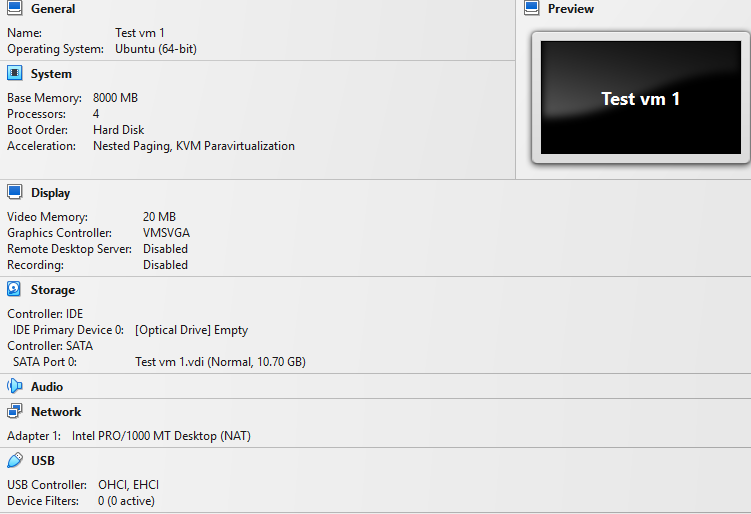 General
Name: Test vm 1
Operating System: Ubuntu (64-bit)
Preview
Test vm 1
System
Base Memory: 8000 MB
Processors: 4
Boot Order: Hard Disk
Acceleration: Nested Paging, KVM Paravirtualization
Display
Video Memory: 20 MB
Graphics Controller: VMSVGA
Remote Desktop Server: Disabled
Recording: Disabled
Storage
Controller: IDE
IDE Primary Device 0: [Optical Drive] Empty
Controller: SATA
SATA Port 0: Test vm 1.vdi (Normal, 10.70 GB)
Audio
Network
Adapter 1: Intel PRO/1000 MT Desktop (NAT)
USB
USB Controller: OHCI, EHCI
Device Filters: 0 (0 active)